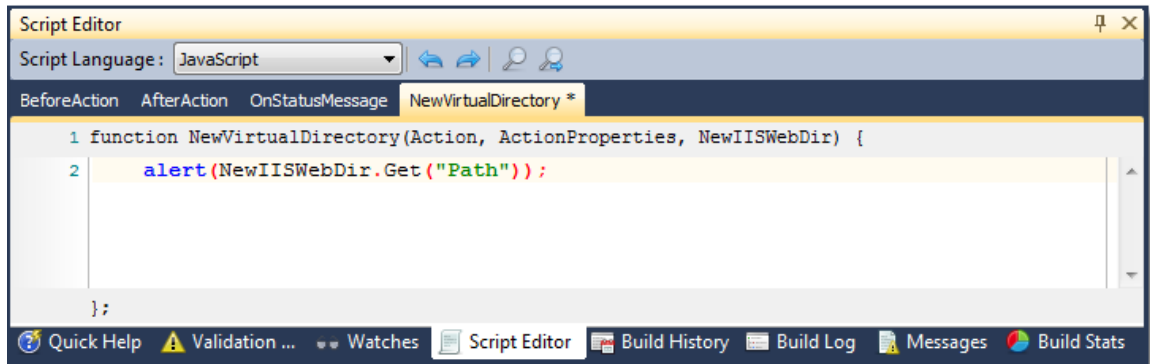 Script Editor
Script Language: JavaScript
BeforeAction AfterAction OnStatusMessage NewVirtualDirectory *
1 function NewVirtualDirectory(Action, ActionProperties, NewIISWebDir) {
2 alert(NewIISWebDir.Get("Path"));
};
Quick Help Validation ... Watches Script Editor Build History Build Log Messages Build Stats